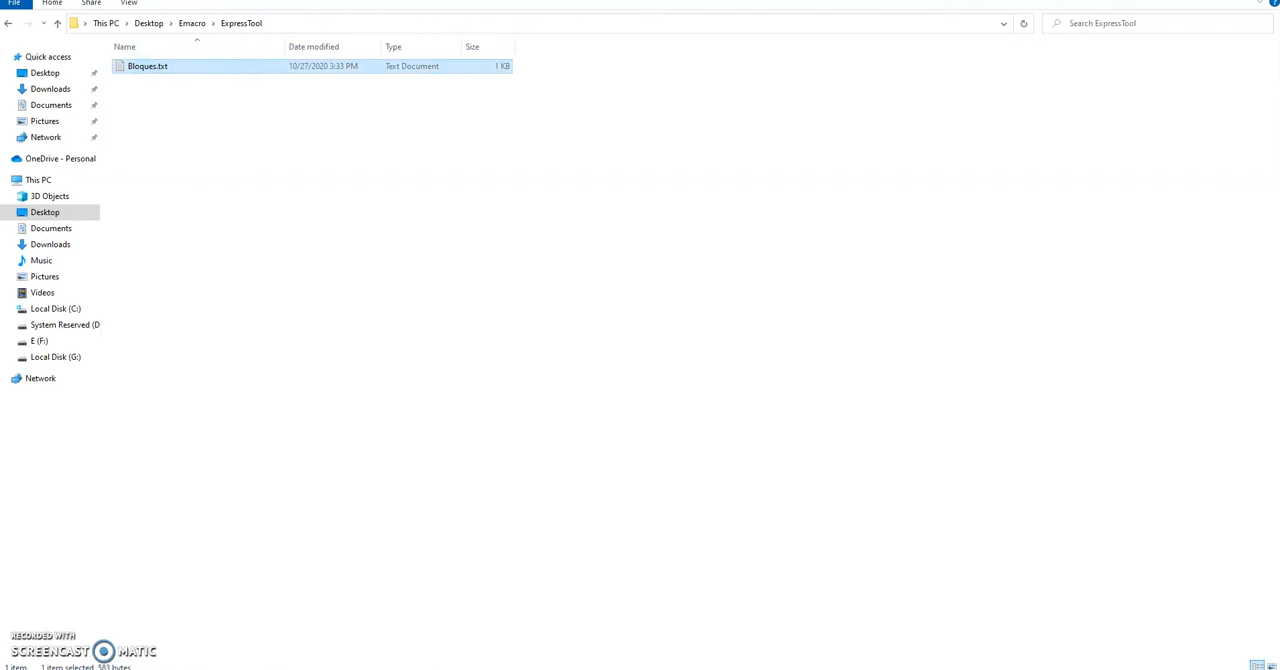 File Home Share View
This PC Desktop Emacro ExpressTool Search ExpressTool
Name Date modified Type Size
Bloques.txt 10/27/2020 3:33 PM Text Document 1 KB
Quick access
Desktop
Downloads
Documents
Pictures
Network
OneDrive - Personal
This PC
3D Objects
Desktop
Documents
Downloads
Music
Pictures
Videos
Local Disk (C:)
System Reserved (D
E (F:)
Local Disk (G:)
Network
RECORDED WITH
SCREENCAST MATIC
1 item 1 item selected 583 bytes